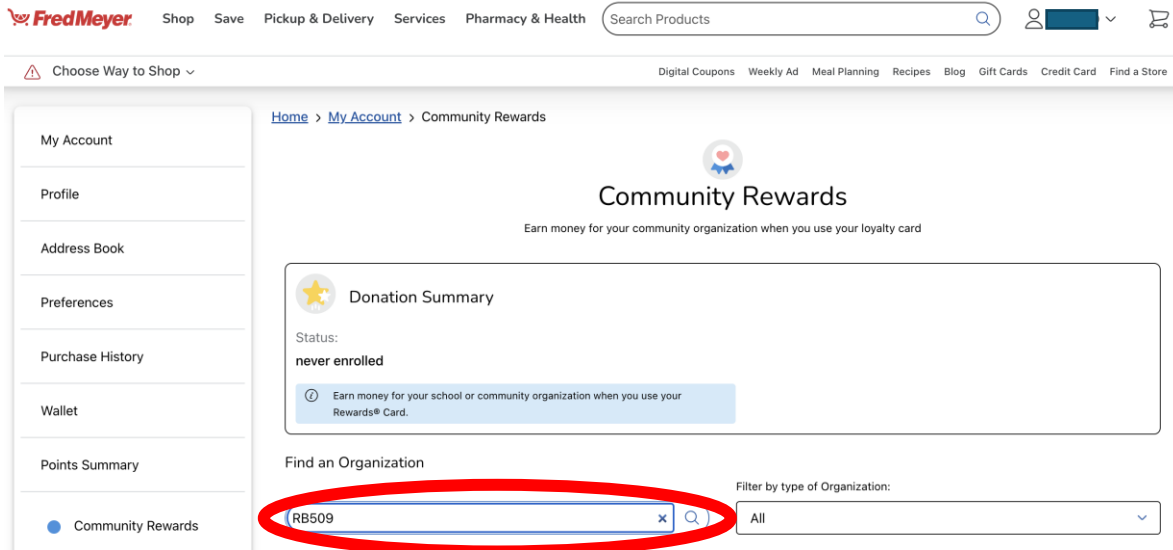 Fred Meyer Shop Save Pickup & Delivery Services Pharmacy & Health Search Products
Choose Way to Shop Digital Coupons Weekly Ad Meal Planning Recipes Blog Gift Cards Credit Card Find a Store
Home > My Account > Community Rewards
My Account
Profile
Address Book
Preferences
Purchase History
Wallet
Points Summary
Community Rewards
Community Rewards
Earn money for your community organization when you use your loyalty card
Donation Summary
Status:
never enrolled
Earn money for your school or community organization when you use your
Rewards® Card.
Find an Organization
Filter by type of Organization:
RB509
All